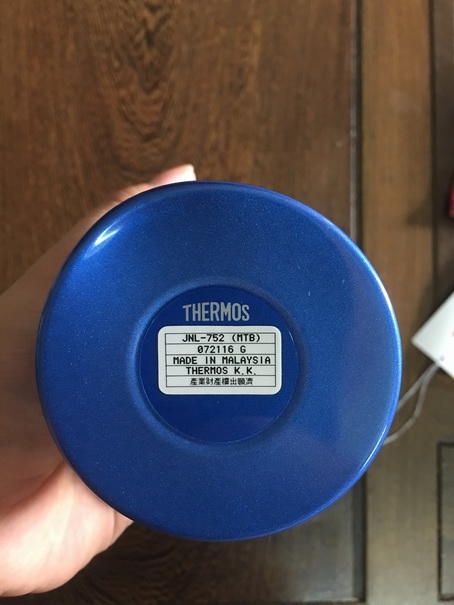 THERMOS
JNL-752 (MTB)
072116 G
MADE IN MALAYSIA
THERMOS K.K.
産業財産権出願済